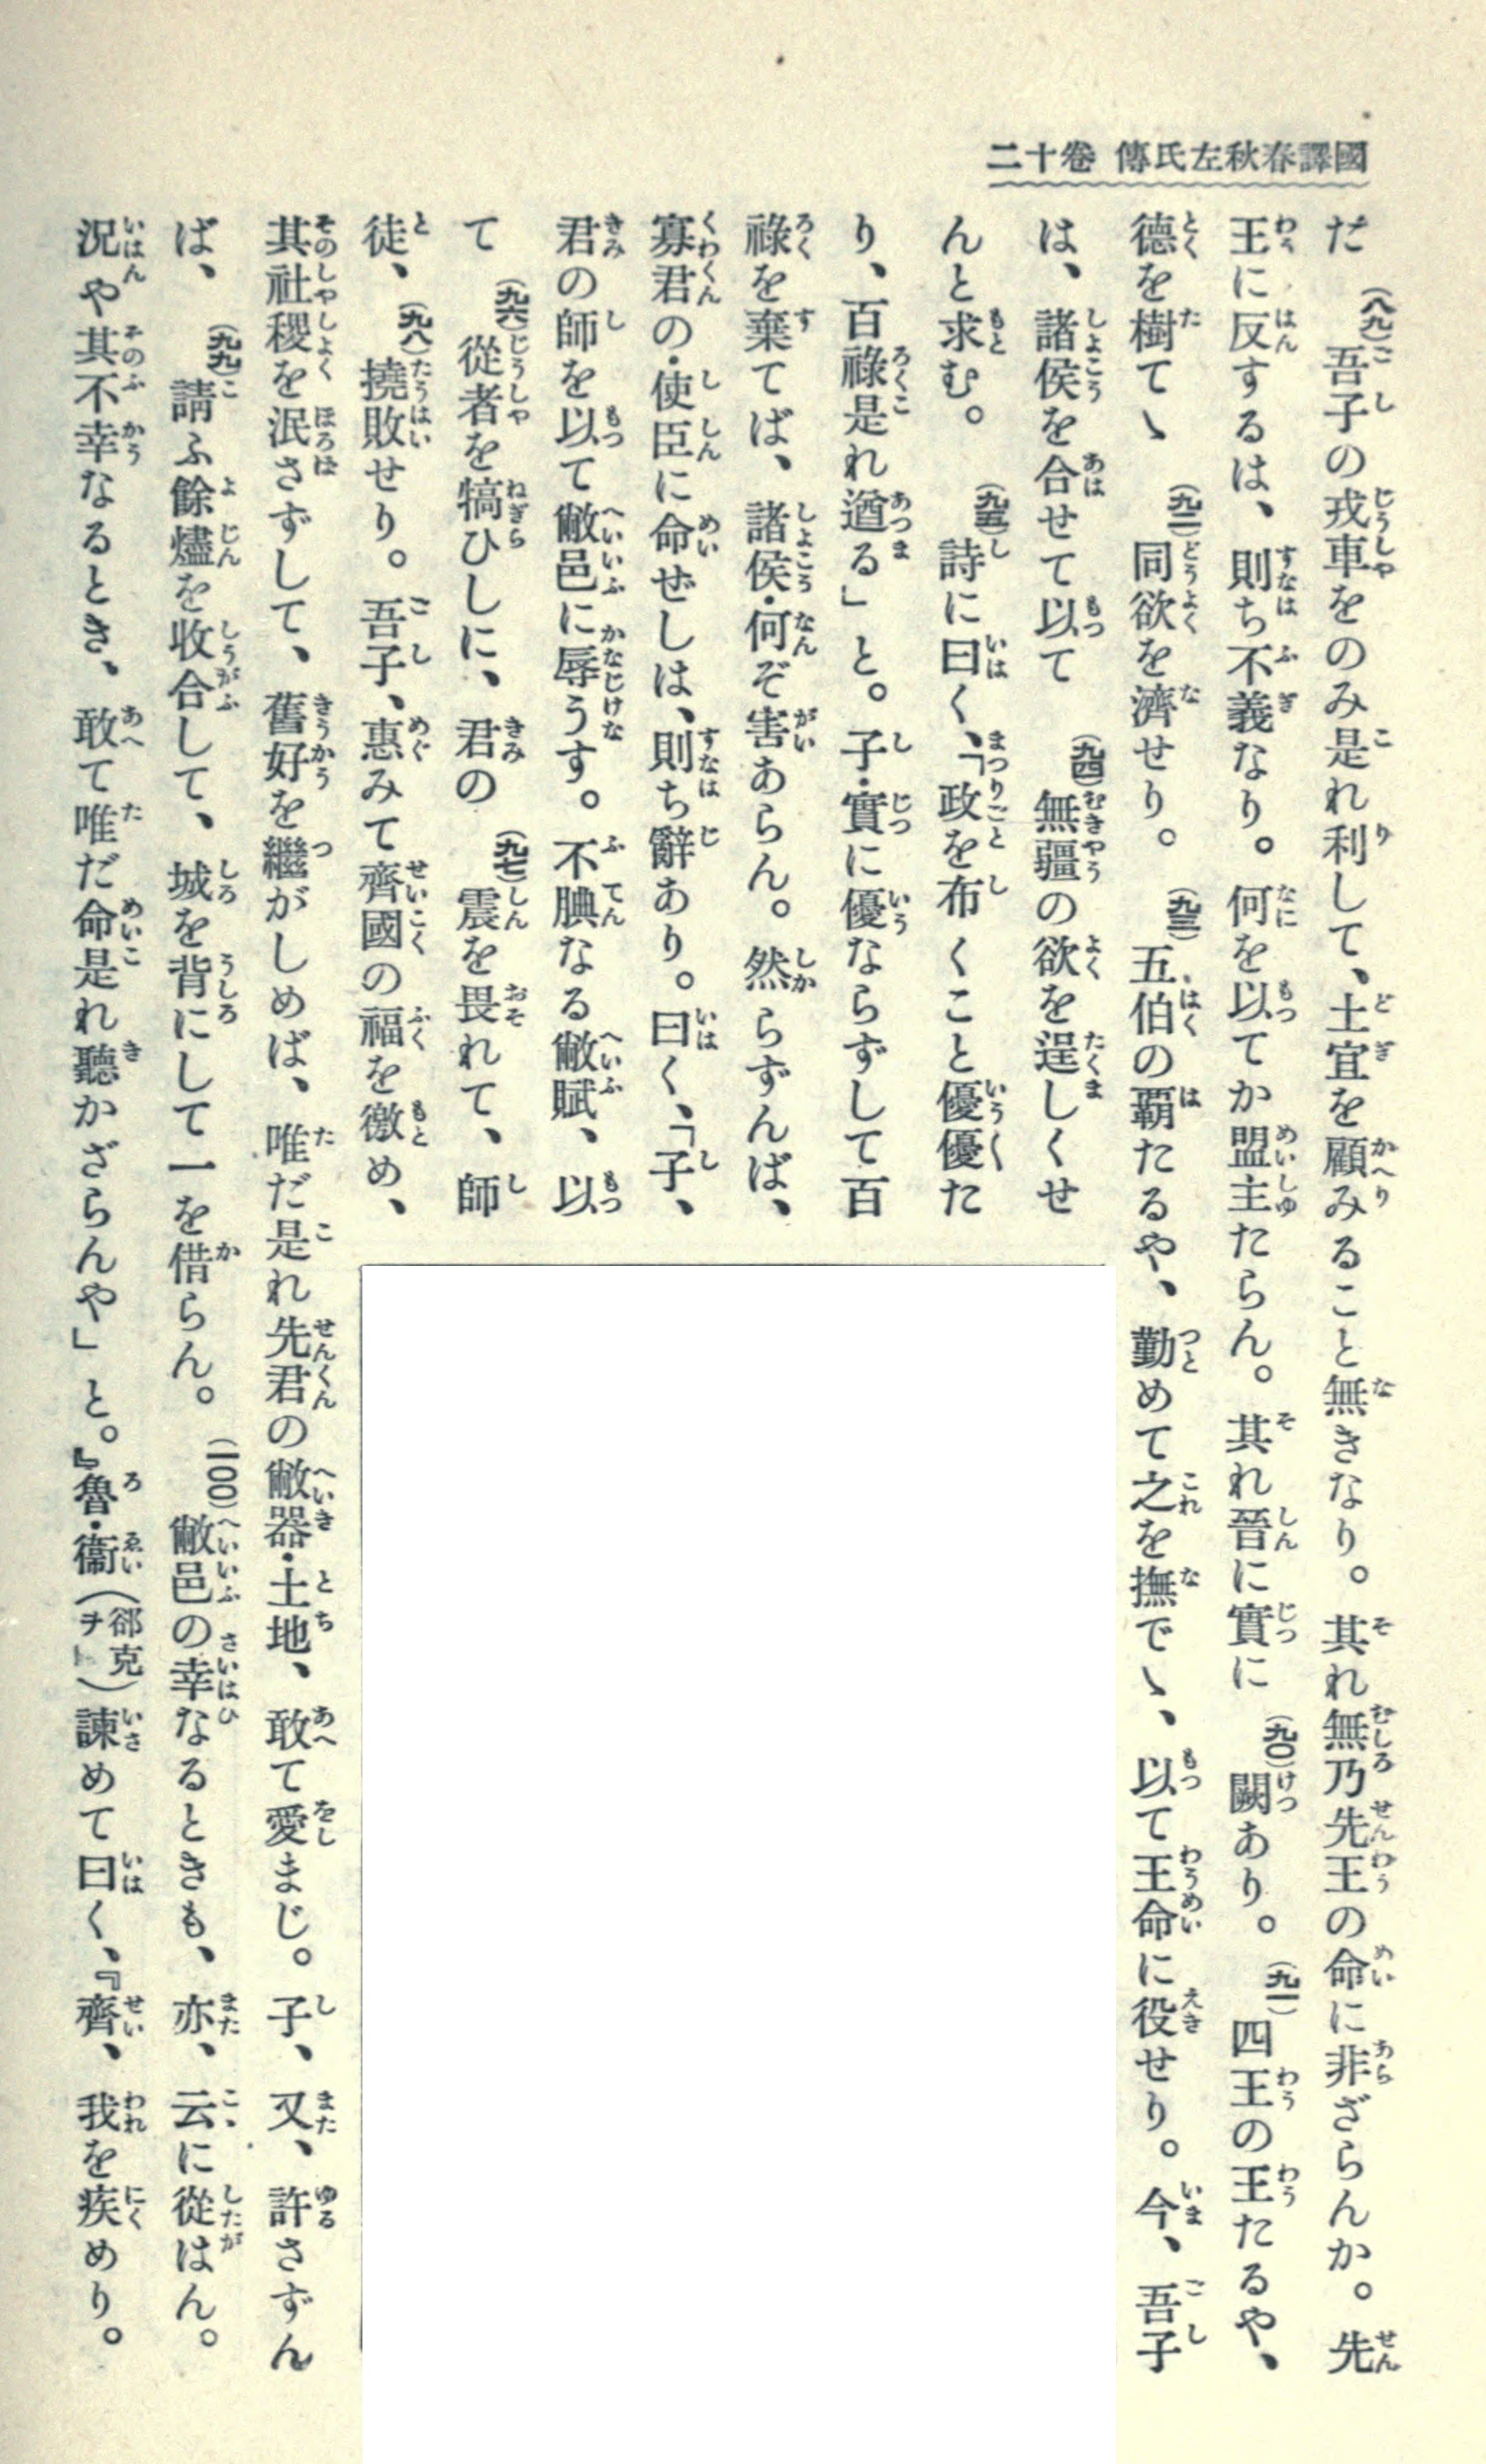 國譯春秋左氏傳 卷十二
だ(八九)吾子の戎車をのみ是れ利して、土宜を顧みること無きなり。其れ無乃先王の命に非ざらんか。先
王に反するは、則ち不義なり。何を以てか盟主たらん。其れ晉に實に(九〇)闕あり。(九一)四王の王たるや、
德を樹てヽ(九二)同欲を濟せり。(九三)五伯の覇たるや、勤めて之を撫でヽ、以て王命に役せり。今、吾子
は、諸侯を合せて以て(九四)無疆の欲を逞しくせ
んと求む。(九五)詩に曰く、「政を布くこと優優た
り、百祿是れ遒る」と。子・實に優ならずして百
祿を棄てば、諸侯・何ぞ害あらん。然らずんば、
寡君の・使臣に命ぜしは、則ち辭あり。曰く、「子、
君の師を以て敝邑に辱うす。不腆なる敝賦、以
て(九六)從者を犒ひしに、君の(九七)震を畏れて、師
徒、(九八)撓敗せり。吾子、惠みて齊國の福を徼め、
其社稷を泯さずして、舊好を繼がしめば、唯だ是れ先君の敝器・土地、敢て愛まじ。子、又、許さずん
ば、(九九)請ふ餘燼を收合して、城を背にして一を借らん。(一〇〇)敝邑の幸なるときも、亦、云に從はん。
況や其不幸なるとき、敢て唯だ命是れ聽かざらんや」と。』魯・衞(郤克ヲ)諫めて曰く、『齊、我を疾めり。